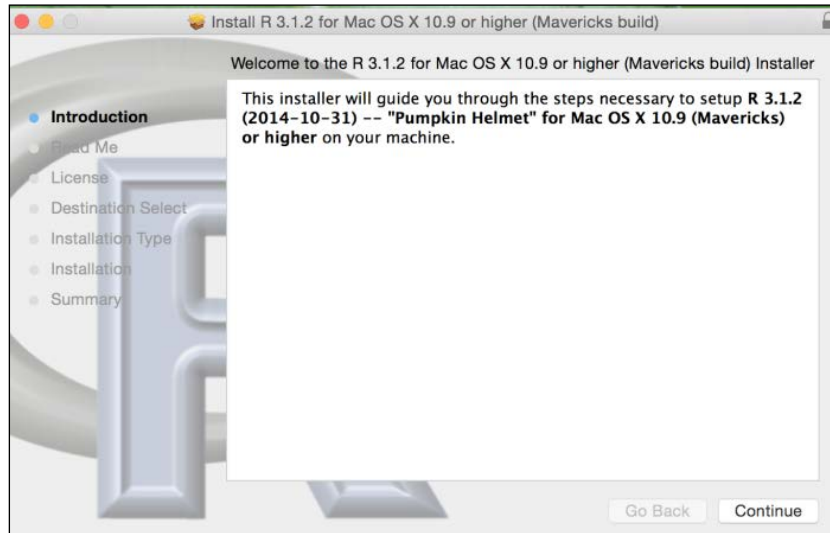 Install R 3.1.2 for Mac OS X 10.9 or higher (Mavericks build)
Welcome to the R 3.1.2 for Mac OS X 10.9 or higher (Mavericks build) Installer
Introduction
Read Me
License
Destination Select
Installation Type
Installation
Summary
This installer will guide you through the steps necessary to setup R 3.1.2
(2014-10-31) -- "Pumpkin Helmet" for Mac OS X 10.9 (Mavericks)
or higher on your machine.
R
Go Back
Continue